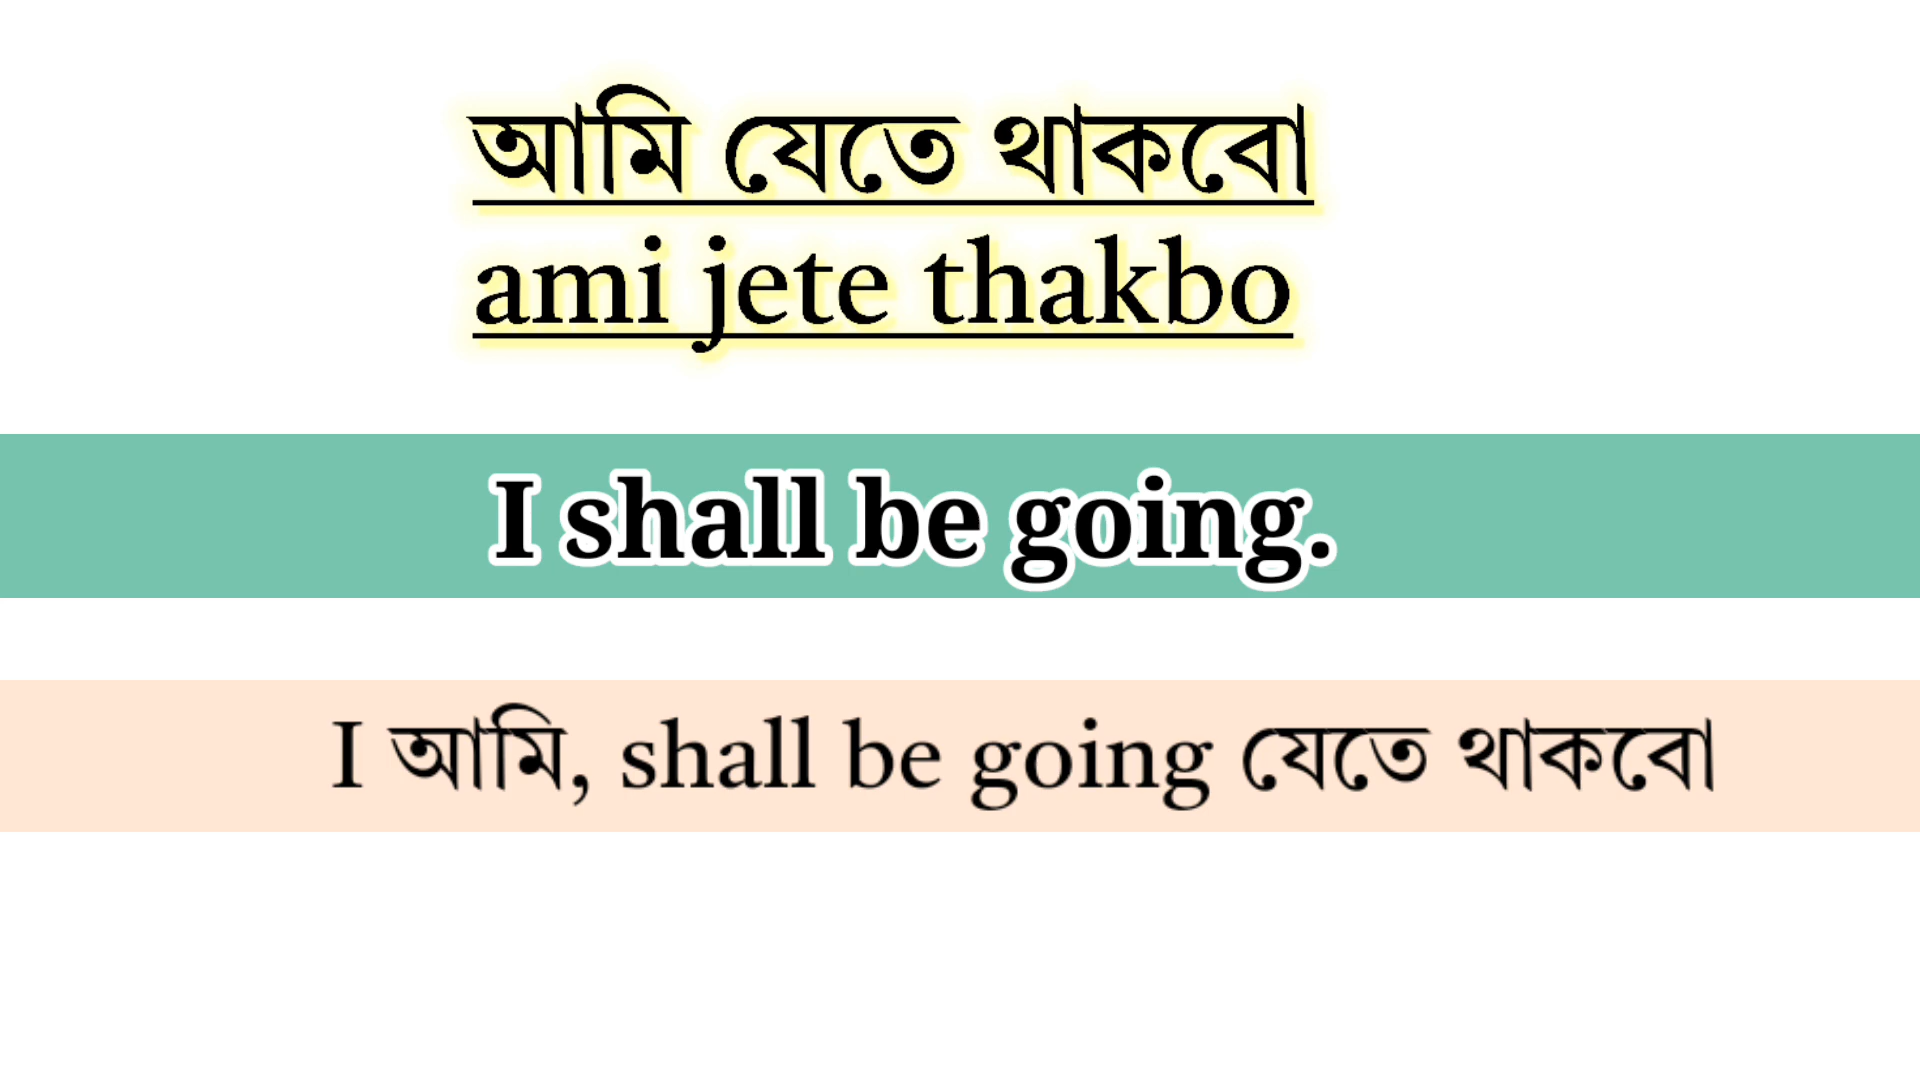 আমি যেতে থাকবো
ami jete thakbo
I shall be going.
I আমি, shall be going যেতে থাকবো